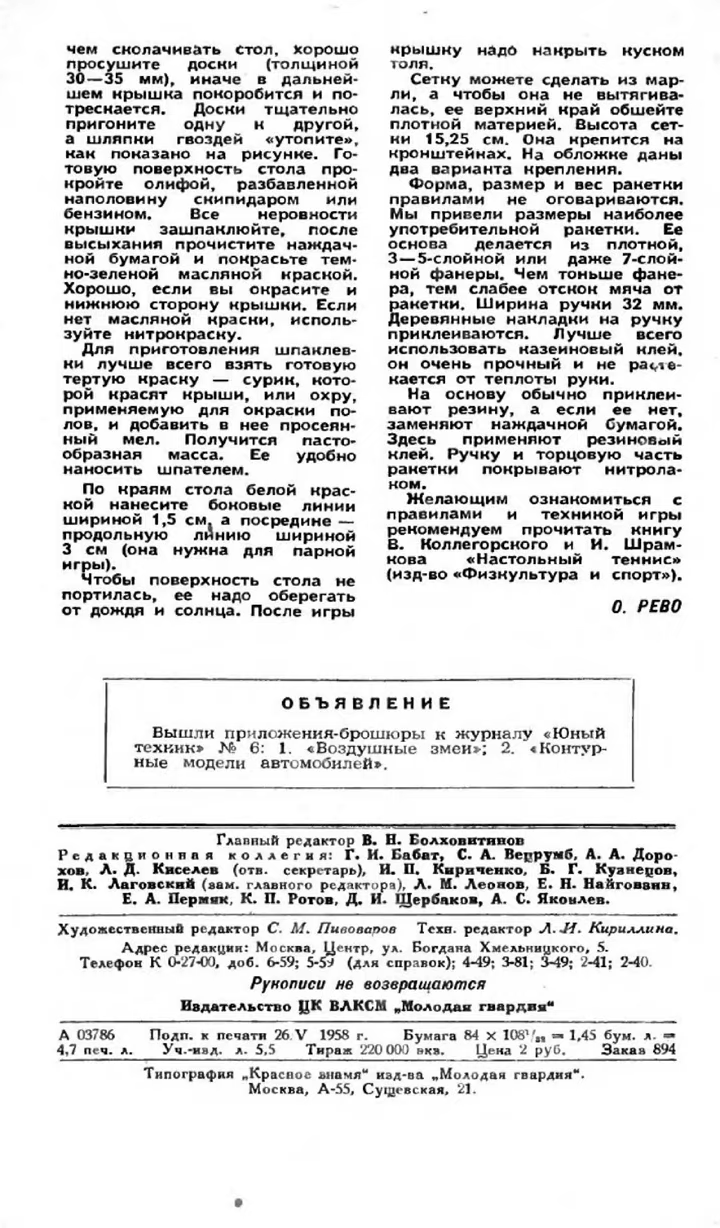 чем сколачивать стол, хорошо
просушите доски (толщиной
30—35 мм), иначе в дальней-
шем крышка покоробится и по-
трескается. Доски тщательно
пригоните одну к другой,
а шляпки гвоздей «утопите»,
как показано на рисунке. Го-
товую поверхность стола про-
кройте олифой, разбавленной
наполовину скипидаром или
бензином. Все неровности
крышки зашпаклюйте, после
высыхания прочистите наждач-
ной бумагой и покрасьте тем-
но-зеленой масляной краской.
Хорошо, если вы окрасите и
нижнюю сторону крышки. Если
нет масляной краски, исполь-
зуйте нитрокраску.
Для приготовления шпаклев-
ки лучше всего взять готовую
тертую краску — сурик, кото-
рой красят крыши, или охру,
применяемую для окраски по-
лов, и добавить в нее просеян-
ный мел. Получится пасто-
образная масса. Ее удобно
наносить шпателем.
По краям стола белой крас-
кой нанесите боковые линии
шириной 1,5 см, а посредине —
продольную линию шириной
3 см (она нужна для парной
игры).
Чтобы поверхность стола не
портилась, ее надо оберегать
от дождя и солнца. После игры
крышку надо накрыть куском
толя.
Сетку можете сделать из мар-
ли, а чтобы она не вытягива-
лась, ее верхний край обшейте
плотной материей. Высота сет-
ки 15,25 см. Она крепится на
кронштейнах. На обложке даны
два варианта крепления.
Форма, размер и вес ракетки
правилами не оговариваются.
Мы привели размеры наиболее
употребительной ракетки. Ее
основа делается из плотной,
3—5-слойной или даже 7-слой-
ной фанеры. Чем тоньше фане-
ра, тем слабее отскок мяча от
ракетки. Ширина ручки 32 мм.
Деревянные накладки на ручку
приклеиваются. Лучше всего
использовать казеиновый клей,
он очень прочный и не расте-
кается от теплоты руки.
На основу обычно приклеи-
вают резину, а если ее нет,
заменяют наждачной бумагой.
Здесь применяют резиновый
клей. Ручку и торцовую часть
ракетки покрывают нитрола-
ком.
Желающим ознакомиться с
правилами и техникой игры
рекомендуем прочитать книгу
В. Коллегорского и И. Шрам-
кова «Настольный теннис»
(изд-во «Физкультура и спорт»).
О. РЕВО
ОБЪЯВЛЕНИЕ
Вышли приложения-брошюры к журналу «Юный
техник» № 6: 1. «Воздушные змеи»; 2. «Контур-
ные модели автомобилей».
Главный редактор В. Н. Болховитинов
Редакционная коллегия: Г. И. Бабат, С. А. Вецрумб, А. А. Доро-
хов, Л. Д. Киселев (отв. секретарь), И. П. Кириченко, Б. Г. Кузнецов,
И. К. Лаговский (зам. главного редактора), Л. М. Леонов, Е. Н. Найговзин,
Е. А. Пермяк, К. П. Ротов, Д. И. Щербаков, А. С. Яковлев.
Художественный редактор С. М. Пивоваров Техн. редактор Л. И. Кириллина.
Адрес редакции: Москва, Центр, ул. Богдана Хмельницкого, 5.
Телефон К 0-27-00, доб. 6-59; 5-59 (для справок); 4-49; 3-81; 3-49; 2-41; 2-40.
Рукописи не возвращаются
Издательство ЦК ВЛКСМ „Молодая гвардия“
А 03786 Подп. к печати 26.V 1958 г. Бумага 84 × 108¹/₃₂ = 1,45 бум. л. =
4,7 печ. л. Уч.-изд. л. 5,5 Тираж 220 000 экз. Цена 2 руб. Заказ 894
Типография „Красное знамя“ изд-ва „Молодая гвардия“.
Москва, А-55, Сущевская, 21.